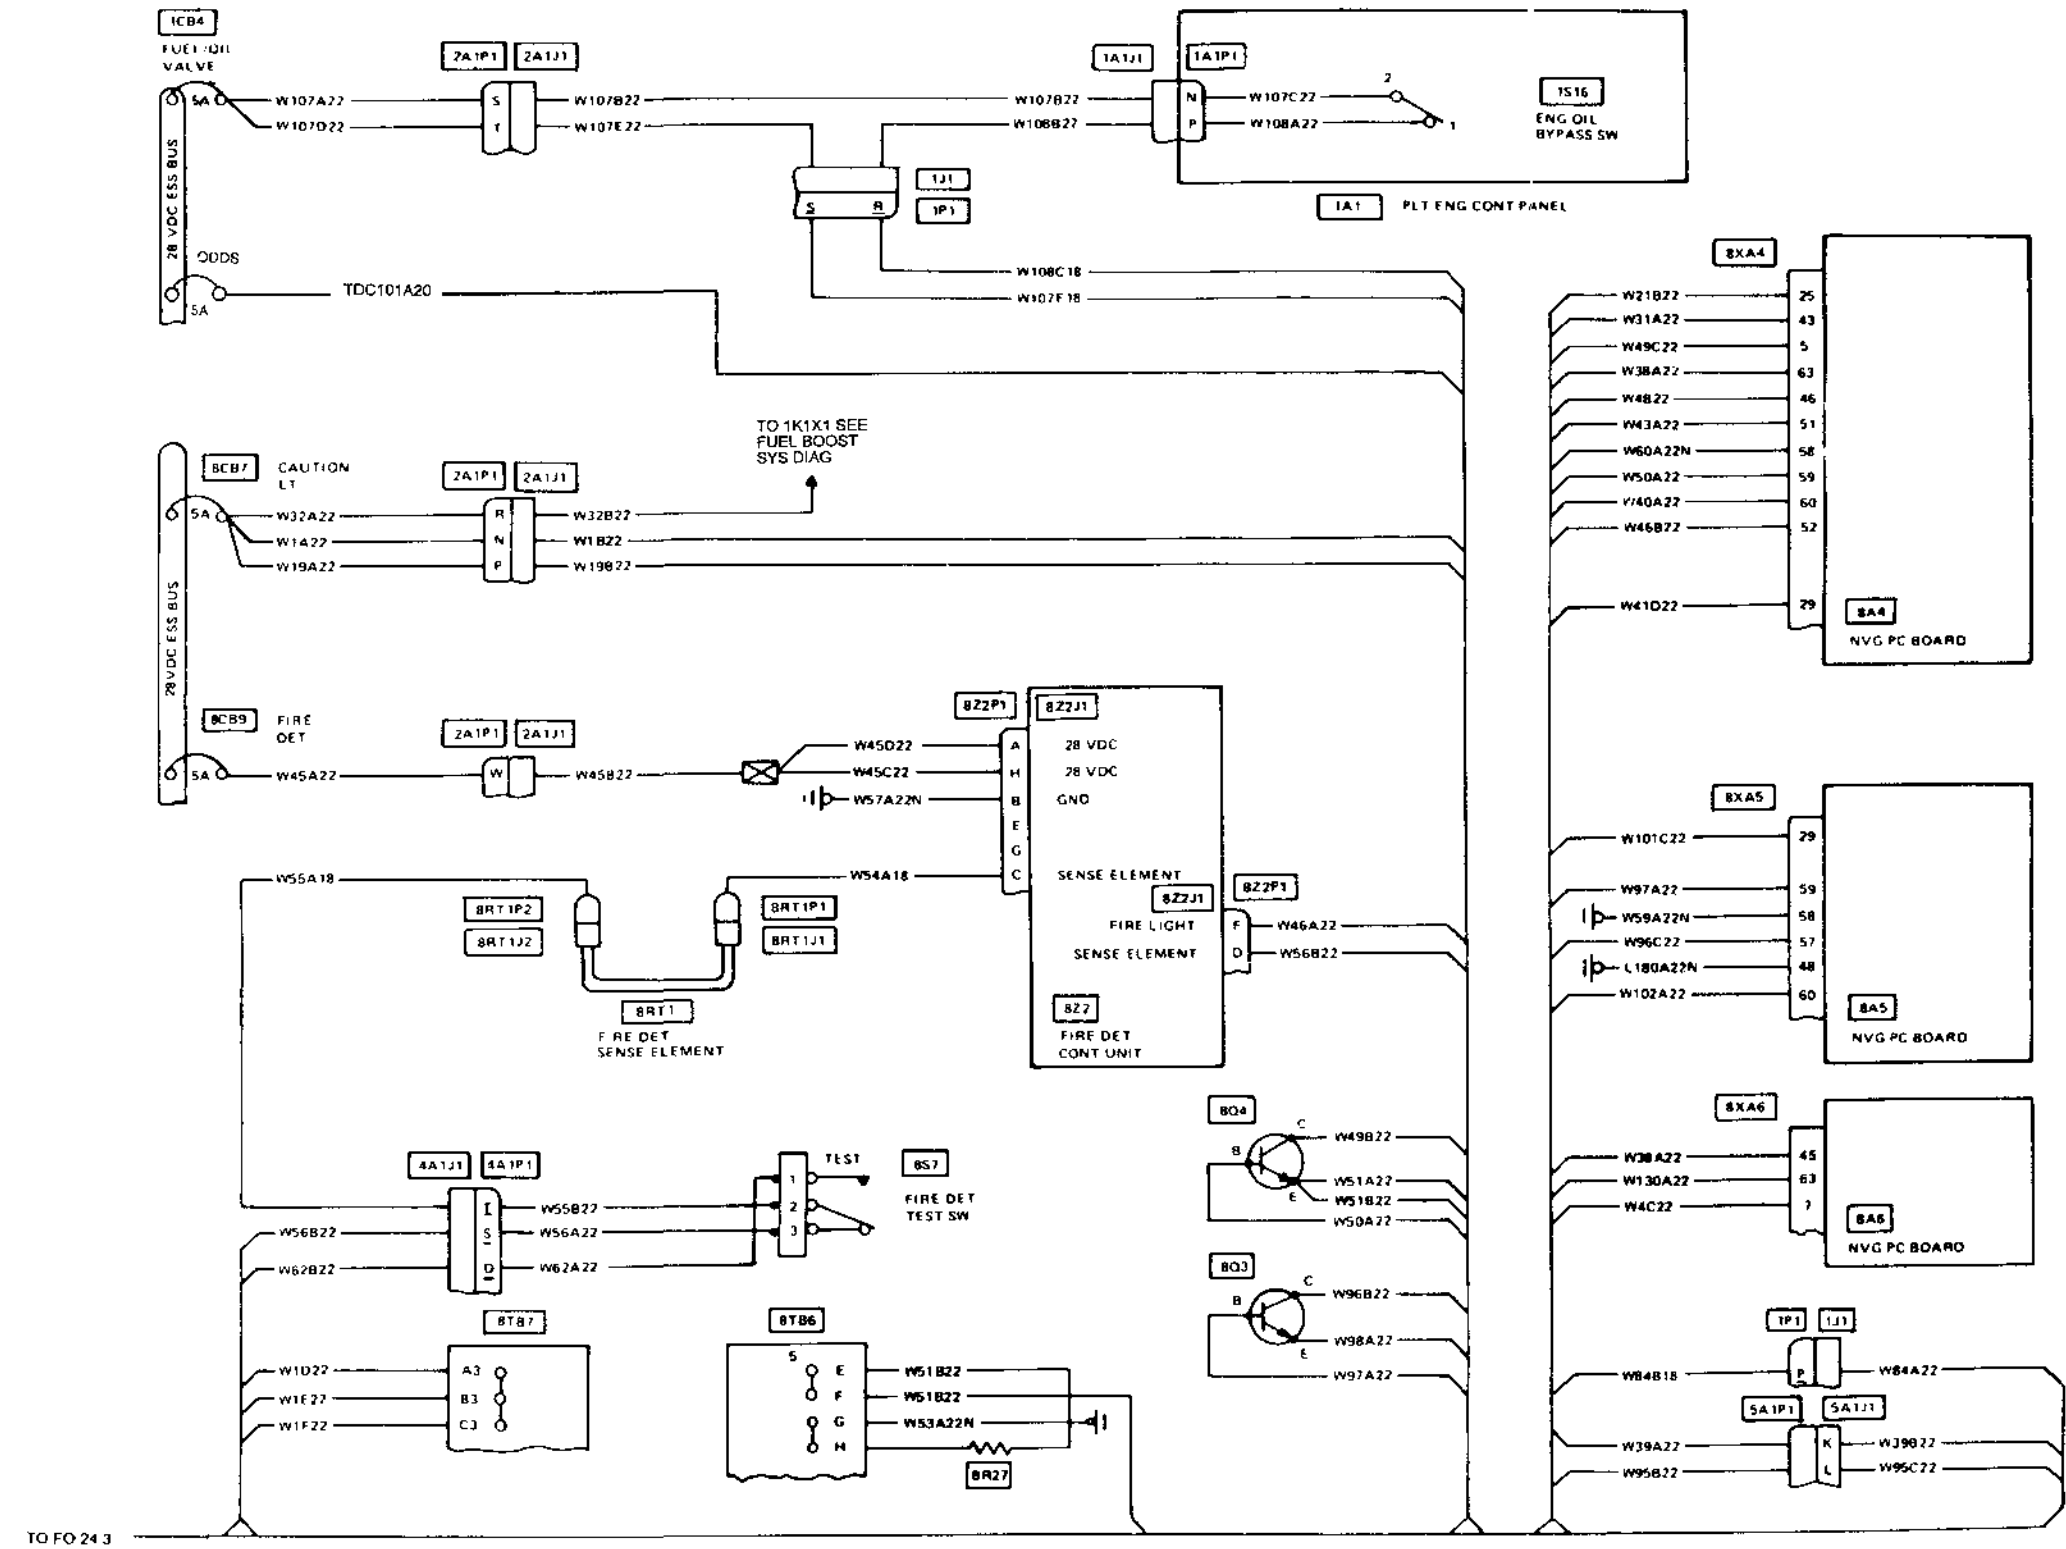 1CB4
FUEL/OIL
VALVE
5A
W107A22
W107D22
2A1P1
2A1J1
S
T
W107B22
W107E22
W107B22
W108B22
1A1J1
1A1P1
N
P
W107C22
W108A22
2
1
1S16
ENG OIL
BYPASS SW
1A1
PLT ENG CONT PANEL
1J1
1P1
S
R
W108C18
W107F18
28 VDC ESS BUS
ODDS
5A
TDC101A20
TO 1K1X1 SEE
FUEL BOOST
SYS DIAG
8CB7
CAUTION
LT
5A
W32A22
W1A22
W19A22
2A1P1
2A1J1
R
N
P
W32B22
W1B22
W19B22
28 VDC ESS BUS
8CB9
FIRE
DET
5A
W45A22
2A1P1
2A1J1
W
W45B22
W45D22
W45C22
W57A22N
8Z2P1
8Z2J1
A
28 VDC
H
28 VDC
B
GND
E
G
C
SENSE ELEMENT
W55A18
W54A18
8RT1P2
8RT1J2
8RT1P1
8RT1J1
8RT1
FIRE DET
SENSE ELEMENT
8Z2J1
8Z2P1
FIRE LIGHT
F
W46A22
SENSE ELEMENT
D
W56B22
8Z2
FIRE DET
CONT UNIT
4A1J1
4A1P1
I
S
D
W55B22
W56A22
W62A22
W56B22
W62B22
1
2
3
TEST
8S7
FIRE DET
TEST SW
8TB7
W1D22
A3
W1E22
B3
W1F22
C3
8TB6
5
E
W51B22
F
W51B22
G
W53A22N
H
8R27
8Q4
B
C
E
W49B22
W51A22
W51B22
W50A22
8Q3
B
C
E
W96B22
W98A22
W97A22
8XA4
W21B22
25
W31A22
43
W49C22
5
W38A22
63
W4B22
46
W43A22
51
W60A22N
58
W50A22
59
W40A22
60
W46B22
52
W41D22
29
8A4
NVG PC BOARD
8XA5
W101C22
29
W97A22
59
W59A22N
58
W96C22
57
L180A22N
48
W102A22
60
8A5
NVG PC BOARD
8XA6
W38A22
45
W130A22
63
W4C22
7
8A6
NVG PC BOARD
1P1
1J1
W84B18
P
W84A22
5A1P1
5A1J1
W39A22
K
W39B22
W95B22
L
W95C22
TO FO 24 3